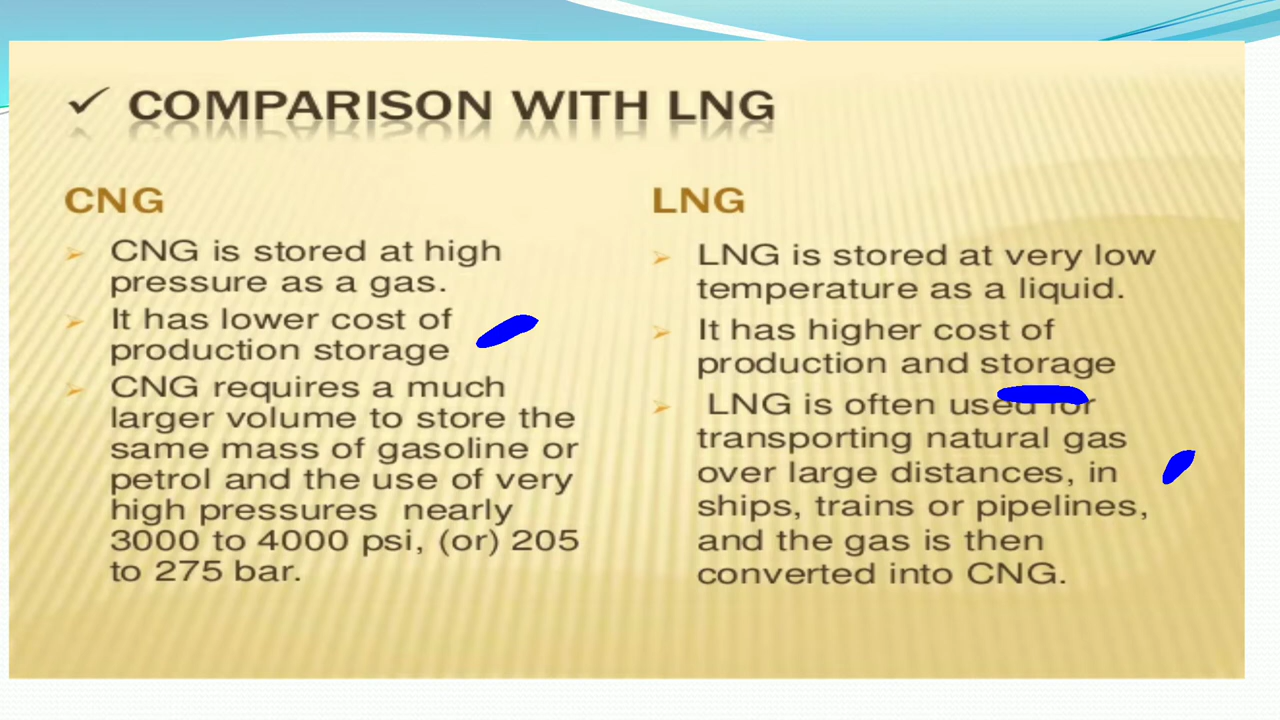 ✓ COMPARISON WITH LNG
CNG
➢ CNG is stored at high
pressure as a gas.
➢ It has lower cost of
production storage
➢ CNG requires a much
larger volume to store the
same mass of gasoline or
petrol and the use of very
high pressures nearly
3000 to 4000 psi, (or) 205
to 275 bar.
LNG
➢ LNG is stored at very low
temperature as a liquid.
➢ It has higher cost of
production and storage
➢ LNG is often used for
transporting natural gas
over large distances, in
ships, trains or pipelines,
and the gas is then
converted into CNG.